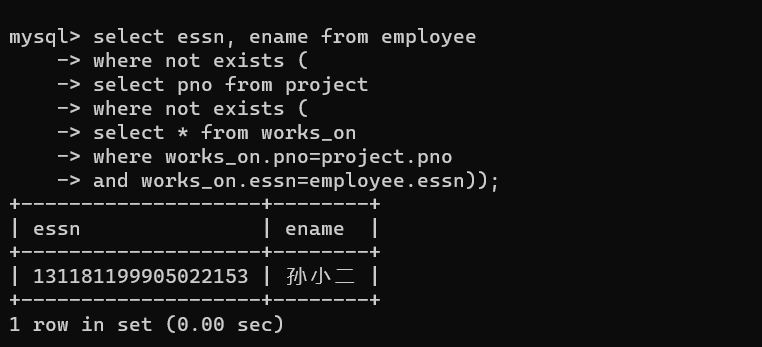 mysql> select essn, ename from employee
    -> where not exists (
    -> select pno from project
    -> where not exists (
    -> select * from works_on
    -> where works_on.pno=project.pno
    -> and works_on.essn=employee.essn));
+--------------------+--------+
| essn               | ename  |
+--------------------+--------+
| 131181199905022153 | 孙小二 |
+--------------------+--------+
1 row in set (0.00 sec)